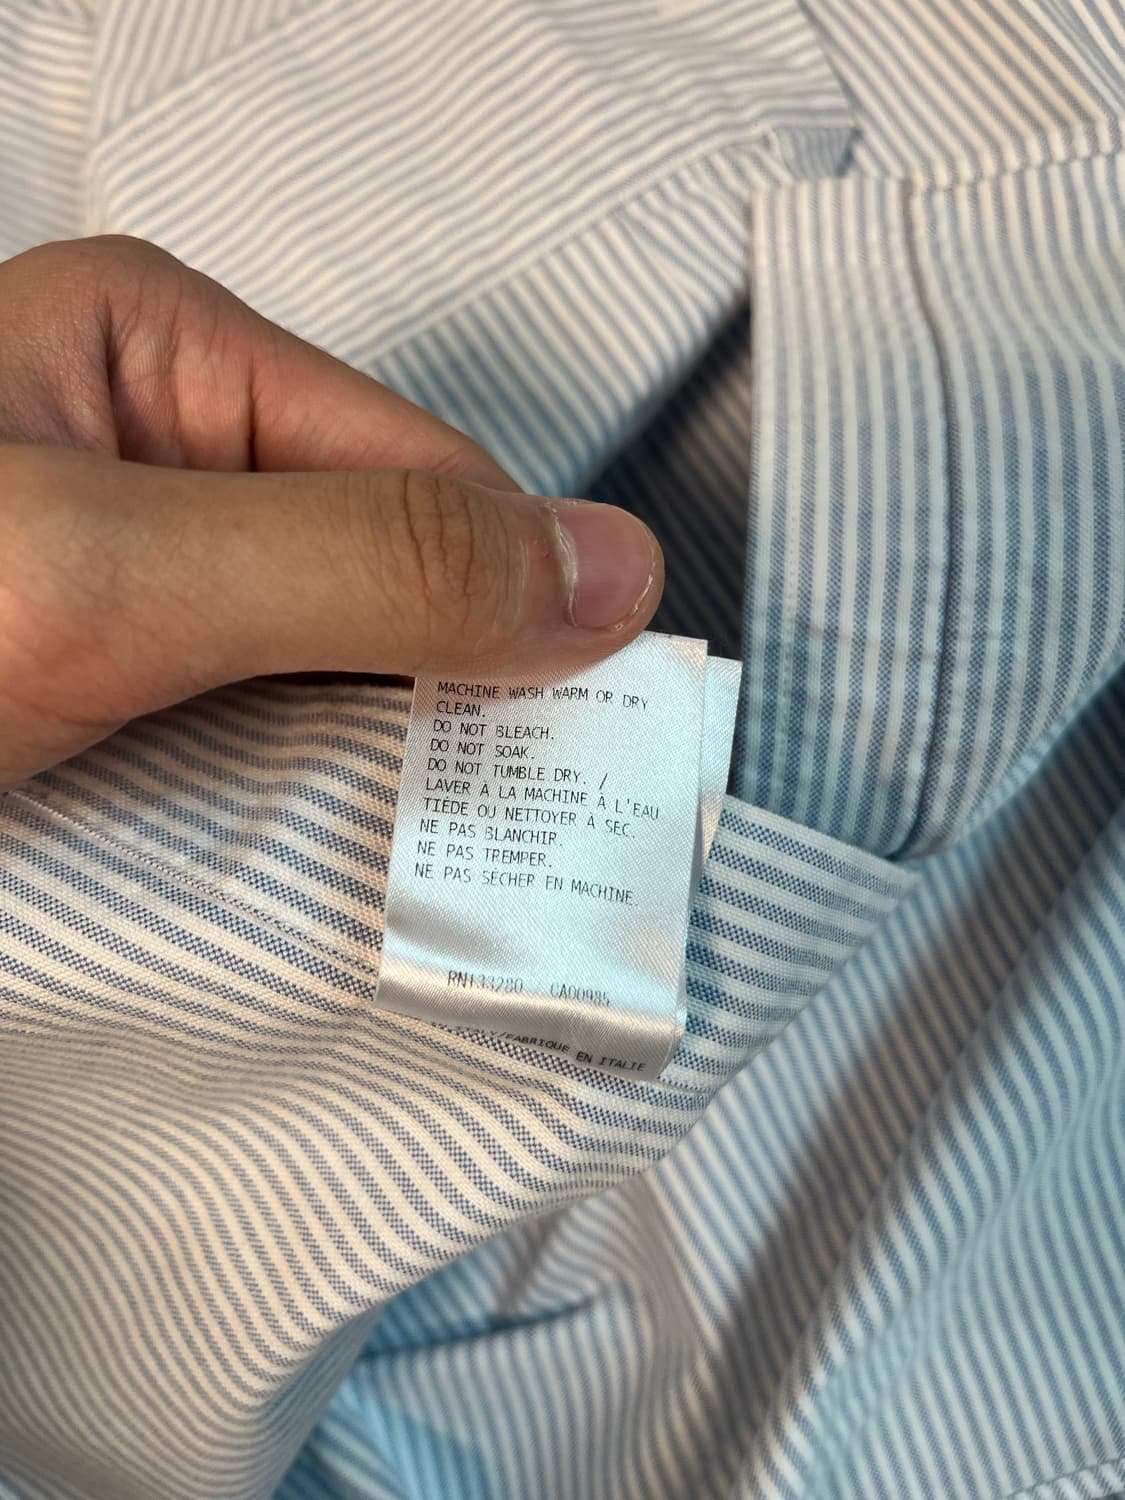 MACHINE WASH WARM OR DRY
CLEAN.
DO NOT BLEACH.
DO NOT SOAK.
DO NOT TUMBLE DRY. /
LAVER À LA MACHINE À L'EAU
TIÈDE OU NETTOYER À SEC.
NE PAS BLANCHIR.
NE PAS TREMPER.
NE PAS SÉCHER EN MACHINE.
RN133280 CA00985
ITALY/FABRIQUE EN ITALIE